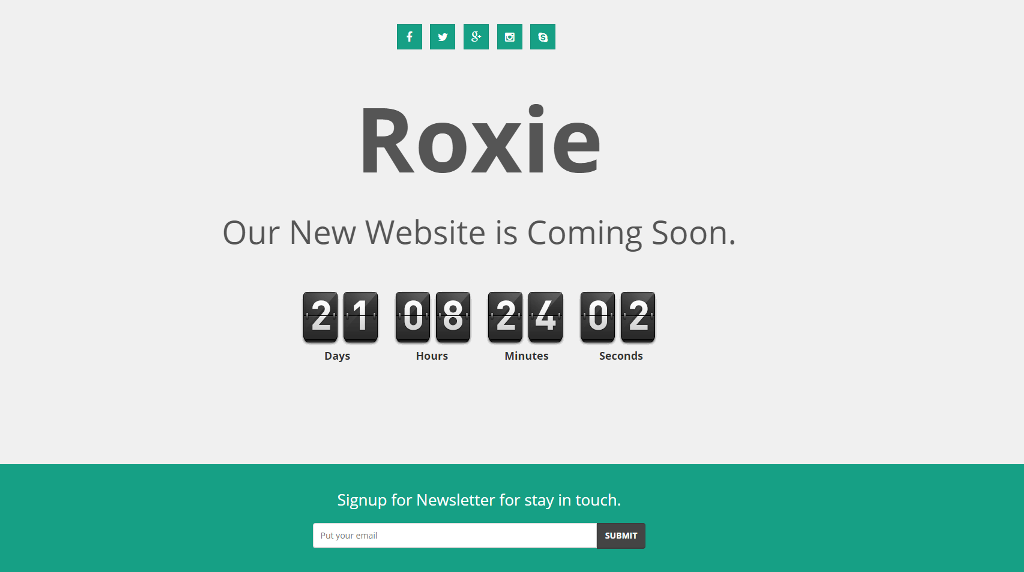 Roxie
Our New Website is Coming Soon.
21 08 24 02
Days Hours Minutes Seconds
Signup for Newsletter for stay in touch.
Put your email SUBMIT